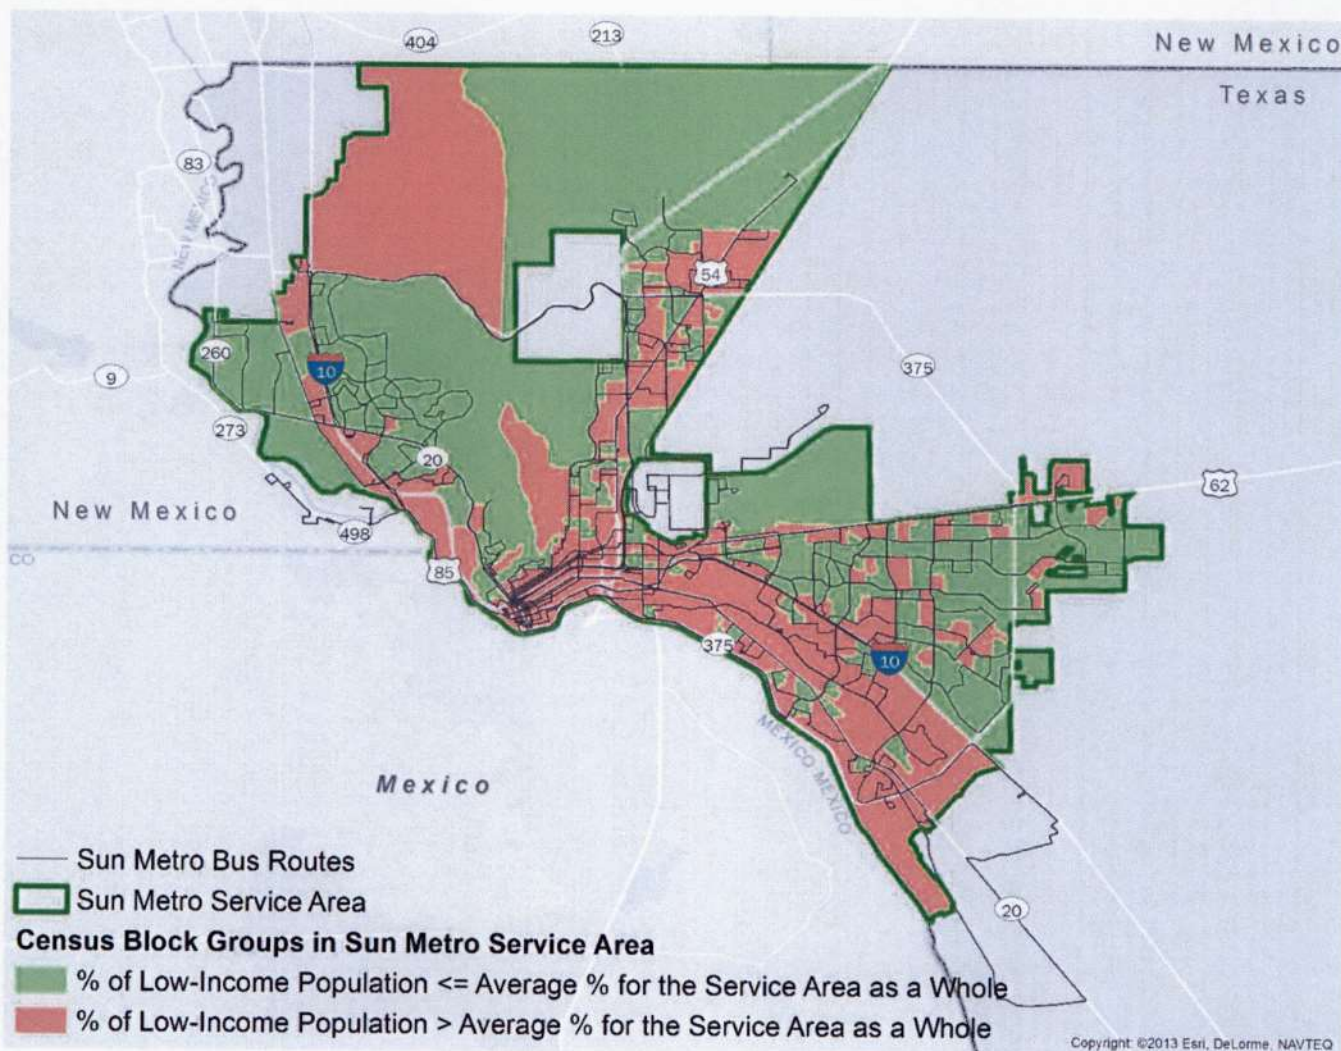 404
213
New Mexico
Texas
83
NEW MEXICO
54
260
10
9
375
273
20
62
New Mexico
498
CO
85
375
10
MEXICO MEXICO
Mexico
Sun Metro Bus Routes
Sun Metro Service Area
20
Census Block Groups in Sun Metro Service Area
% of Low-Income Population <= Average % for the Service Area as a Whole
% of Low-Income Population > Average % for the Service Area as a Whole
Copyright: ©2013 Esri, DeLorme, NAVTEQ